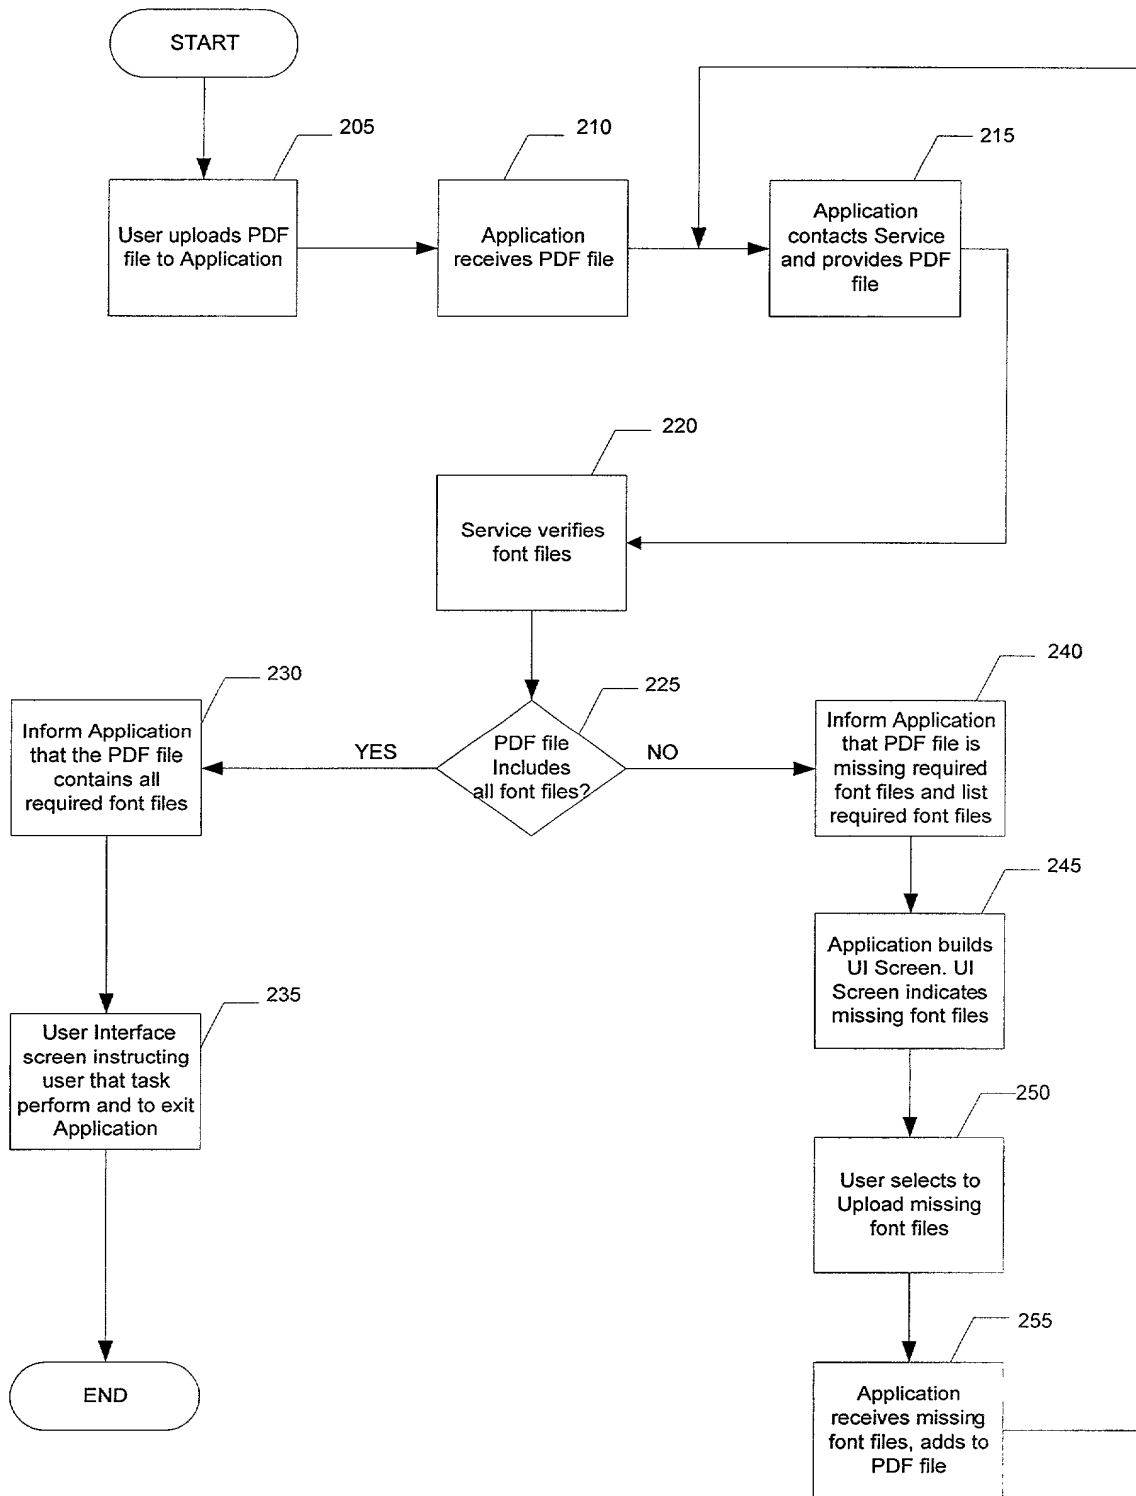 START
205
User uploads PDF
file to Application
210
Application
receives PDF file
215
Application
contacts Service
and provides PDF
file
220
Service verifies
font files
225
PDF file
Includes
all font files?
YES
NO
230
Inform Application
that the PDF file
contains all
required font files
235
User Interface
screen instructing
user that task
perform and to exit
Application
END
240
Inform Application
that PDF file is
missing required
font files and list
required font files
245
Application builds
UI Screen. UI
Screen indicates
missing font files
250
User selects to
Upload missing
font files
255
Application
receives missing
font files, adds to
PDF file